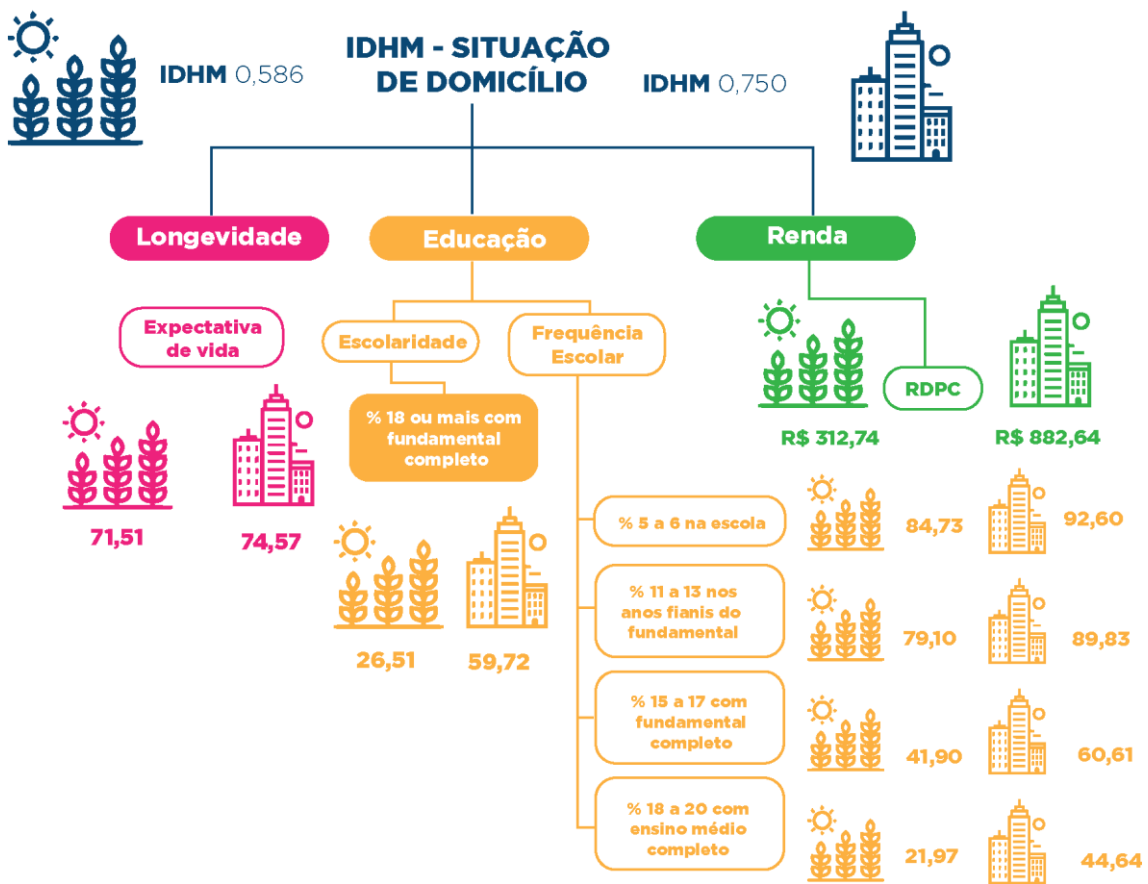 IDHM - SITUAÇÃO
DE DOMICÍLIO
IDHM 0,586
IDHM 0,750
Longevidade
Educação
Renda
Expectativa
de vida
71,51
74,57
Escolaridade
% 18 ou mais com
fundamental
completo
26,51
59,72
Frequência
Escolar
RDPC
R$ 312,74
R$ 882,64
% 5 a 6 na escola
84,73
92,60
% 11 a 13 nos
anos fianis do
fundamental
79,10
89,83
% 15 a 17 com
fundamental
completo
41,90
60,61
% 18 a 20 com
ensino médio
completo
21,97
44,64